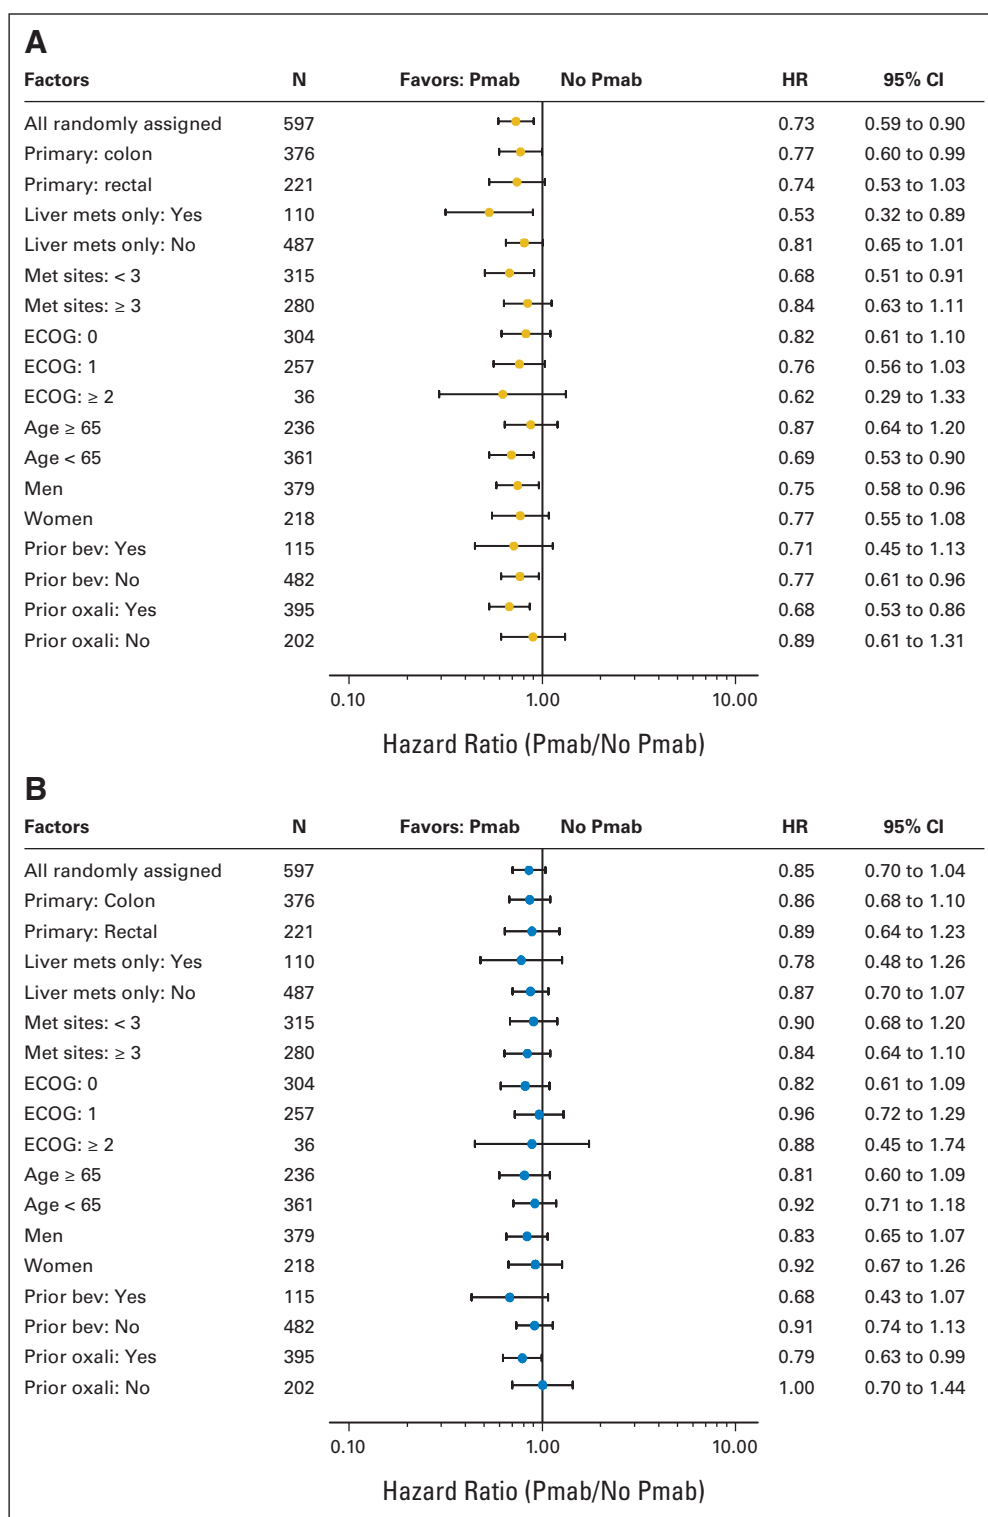 A
Factors N Favors: Pmab No Pmab HR 95% CI
All randomly assigned 597 0.73 0.59 to 0.90
Primary: colon 376 0.77 0.60 to 0.99
Primary: rectal 221 0.74 0.53 to 1.03
Liver mets only: Yes 110 0.53 0.32 to 0.89
Liver mets only: No 487 0.81 0.65 to 1.01
Met sites: < 3 315 0.68 0.51 to 0.91
Met sites: ≥ 3 280 0.84 0.63 to 1.11
ECOG: 0 304 0.82 0.61 to 1.10
ECOG: 1 257 0.76 0.56 to 1.03
ECOG: ≥ 2 36 0.62 0.29 to 1.33
Age ≥ 65 236 0.87 0.64 to 1.20
Age < 65 361 0.69 0.53 to 0.90
Men 379 0.75 0.58 to 0.96
Women 218 0.77 0.55 to 1.08
Prior bev: Yes 115 0.71 0.45 to 1.13
Prior bev: No 482 0.77 0.61 to 0.96
Prior oxali: Yes 395 0.68 0.53 to 0.86
Prior oxali: No 202 0.89 0.61 to 1.31
0.10 1.00 10.00
Hazard Ratio (Pmab/No Pmab)
B
Factors N Favors: Pmab No Pmab HR 95% CI
All randomly assigned 597 0.85 0.70 to 1.04
Primary: Colon 376 0.86 0.68 to 1.10
Primary: Rectal 221 0.89 0.64 to 1.23
Liver mets only: Yes 110 0.78 0.48 to 1.26
Liver mets only: No 487 0.87 0.70 to 1.07
Met sites: < 3 315 0.90 0.68 to 1.20
Met sites: ≥ 3 280 0.84 0.64 to 1.10
ECOG: 0 304 0.82 0.61 to 1.09
ECOG: 1 257 0.96 0.72 to 1.29
ECOG: ≥ 2 36 0.88 0.45 to 1.74
Age ≥ 65 236 0.81 0.60 to 1.09
Age < 65 361 0.92 0.71 to 1.18
Men 379 0.83 0.65 to 1.07
Women 218 0.92 0.67 to 1.26
Prior bev: Yes 115 0.68 0.43 to 1.07
Prior bev: No 482 0.91 0.74 to 1.13
Prior oxali: Yes 395 0.79 0.63 to 0.99
Prior oxali: No 202 1.00 0.70 to 1.44
0.10 1.00 10.00
Hazard Ratio (Pmab/No Pmab)